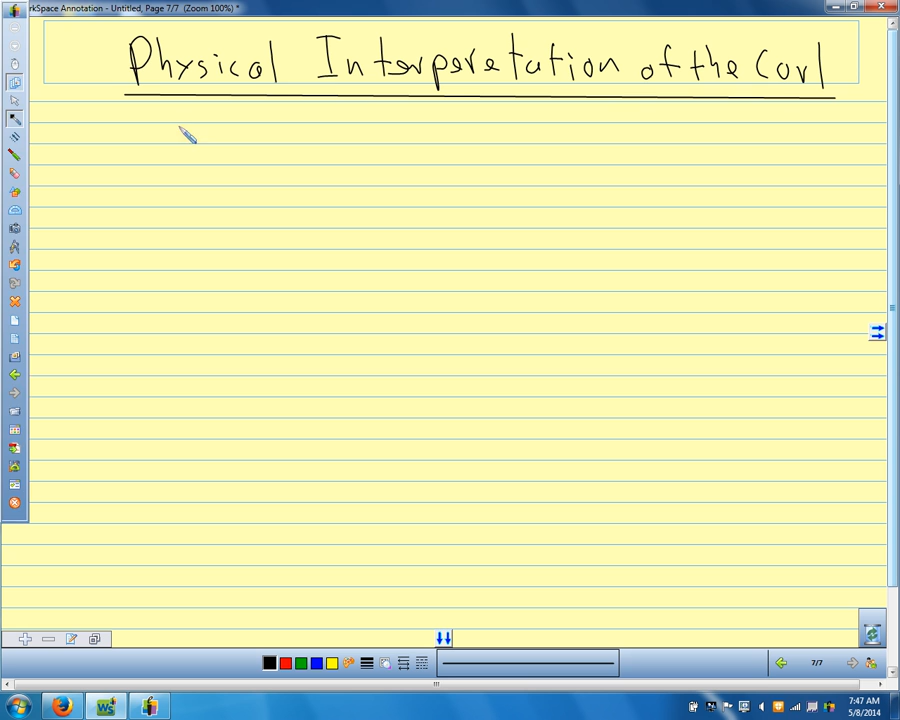 rkSpace Annotation - Untitled, Page 7/7 (Zoom 100%) *
Physical Interperetation of the Curl
7/7
7:47 AM
5/8/2014